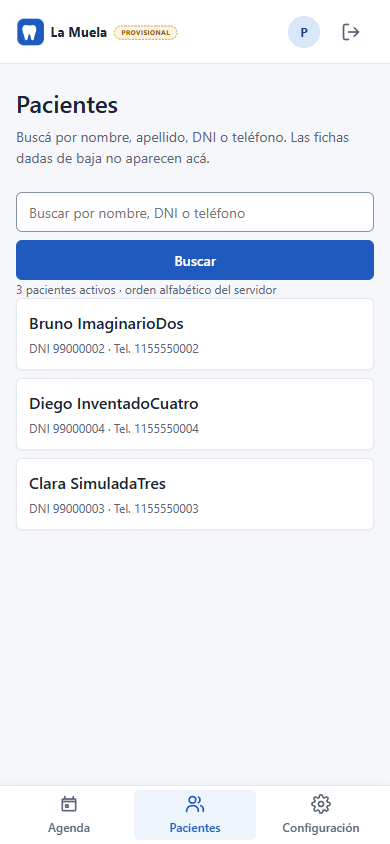 La Muela PROVISIONAL P
Pacientes
Buscá por nombre, apellido, DNI o teléfono. Las fichas
dadas de baja no aparecen acá.
Buscar por nombre, DNI o teléfono
Buscar
3 pacientes activos · orden alfabético del servidor
Bruno ImaginarioDos
DNI 99000002 · Tel. 1155550002
Diego InventadoCuatro
DNI 99000004 · Tel. 1155550004
Clara SimuladaTres
DNI 99000003 · Tel. 1155550003
Agenda Pacientes Configuración